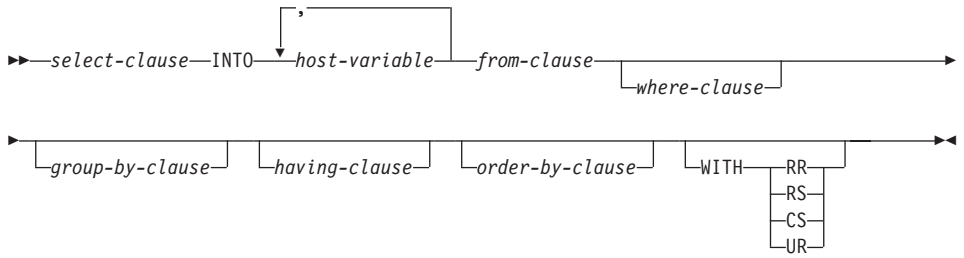 ,
select-clause INTO host-variable from-clause
where-clause
group-by-clause having-clause order-by-clause WITH RR
RS
CS
UR